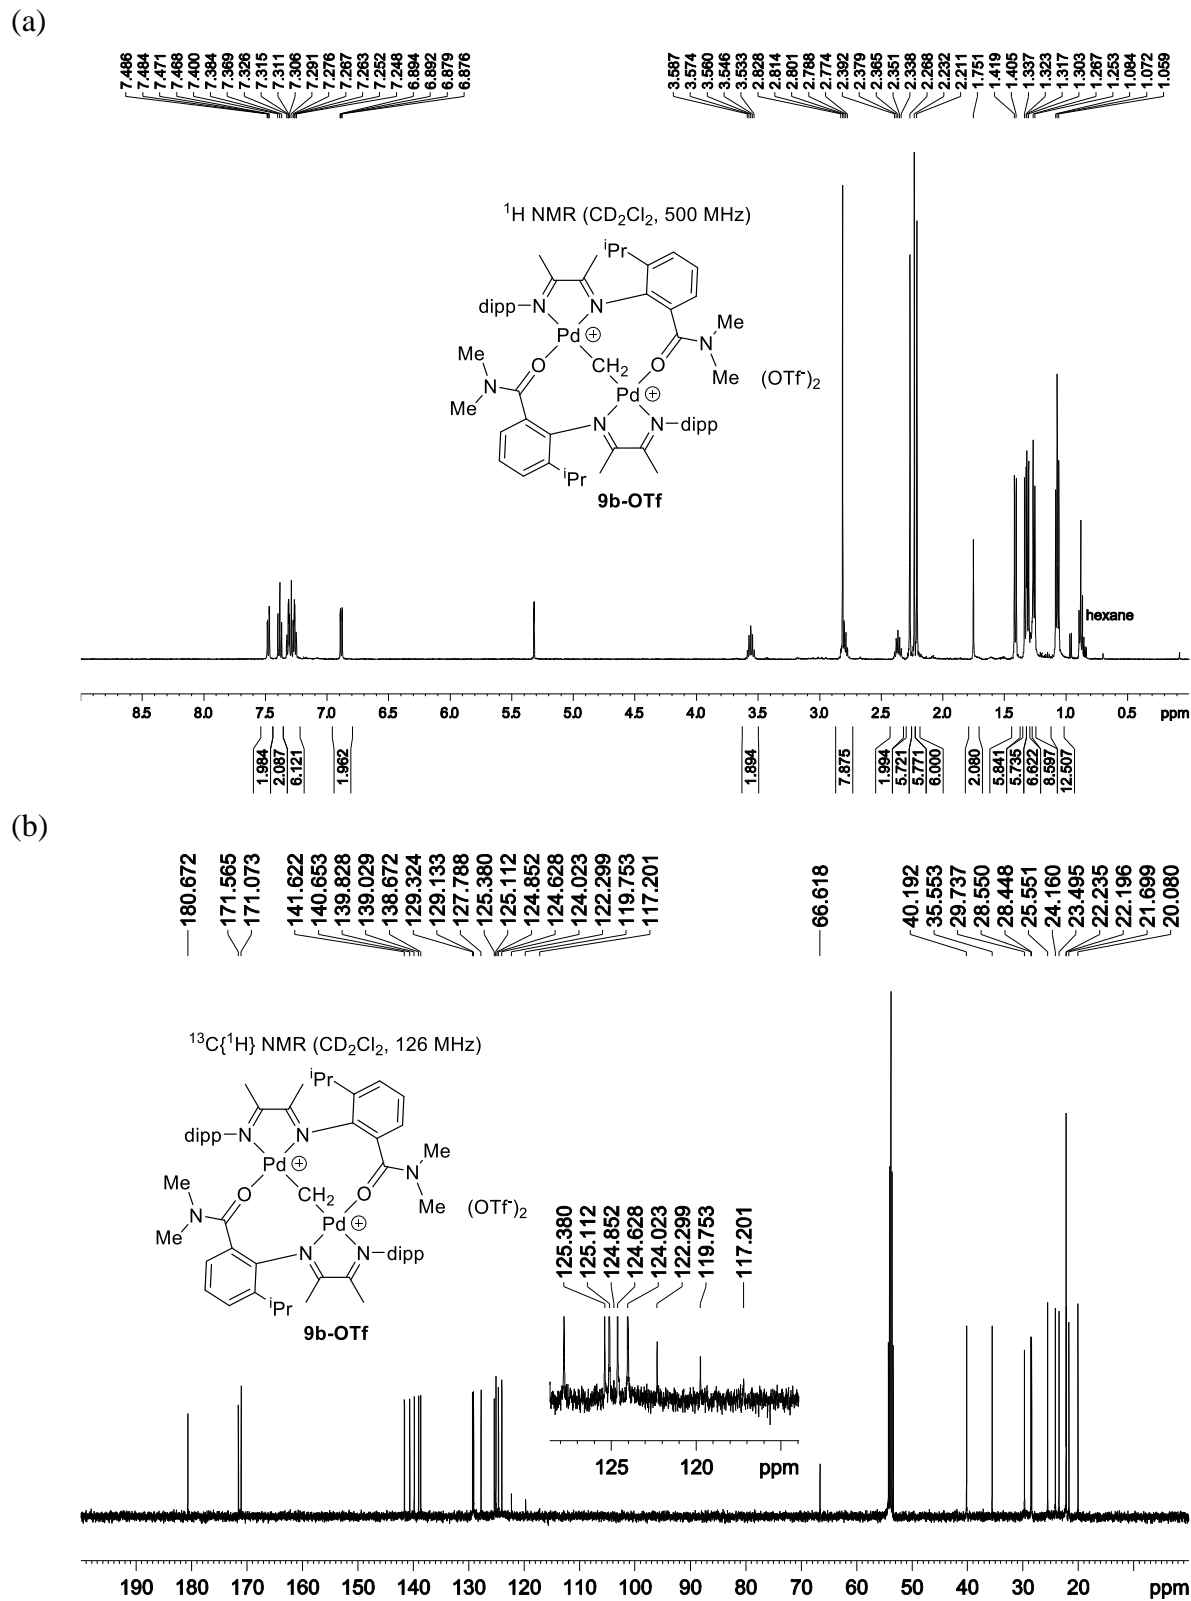 (a)
7.486
7.484
7.471
7.468
7.400
7.384
7.369
7.326
7.315
7.311
7.306
7.291
7.276
7.267
7.263
7.252
7.248
6.894
6.892
6.879
6.876
3.587
3.574
3.560
3.546
3.533
2.828
2.814
2.801
2.788
2.774
2.392
2.379
2.365
2.351
2.338
2.268
2.232
2.211
1.751
1.419
1.405
1.337
1.323
1.317
1.303
1.267
1.253
1.084
1.072
1.059
¹H NMR (CD₂Cl₂, 500 MHz)
ⁱPr
dipp
N
N
Pd ⊕
Me
N
Me
O
CH₂
O
Me
N
Me
Pd ⊕
(OTf⁻)₂
N
N
dipp
ⁱPr
9b-OTf
hexane
8.5 8.0 7.5 7.0 6.5 6.0 5.5 5.0 4.5 4.0 3.5 3.0 2.5 2.0 1.5 1.0 0.5 ppm
1.984
2.087
6.121
1.962
1.894
7.875
1.994
5.721
5.771
6.000
2.080
5.841
5.735
6.622
8.597
12.507
(b)
180.672
171.565
171.073
141.622
140.653
139.828
139.029
138.672
129.324
129.133
127.788
125.380
125.112
124.852
124.628
124.023
122.299
119.753
117.201
66.618
40.192
35.553
29.737
28.550
28.448
25.551
24.160
23.495
22.235
22.196
21.699
20.080
¹³C{¹H} NMR (CD₂Cl₂, 126 MHz)
ⁱPr
dipp
N
N
Pd ⊕
Me
N
Me
O
CH₂
O
Me
N
Me
Pd ⊕
(OTf⁻)₂
N
N
dipp
ⁱPr
9b-OTf
125.380
125.112
124.852
124.628
124.023
122.299
119.753
117.201
125 120 ppm
190 180 170 160 150 140 130 120 110 100 90 80 70 60 50 40 30 20 ppm